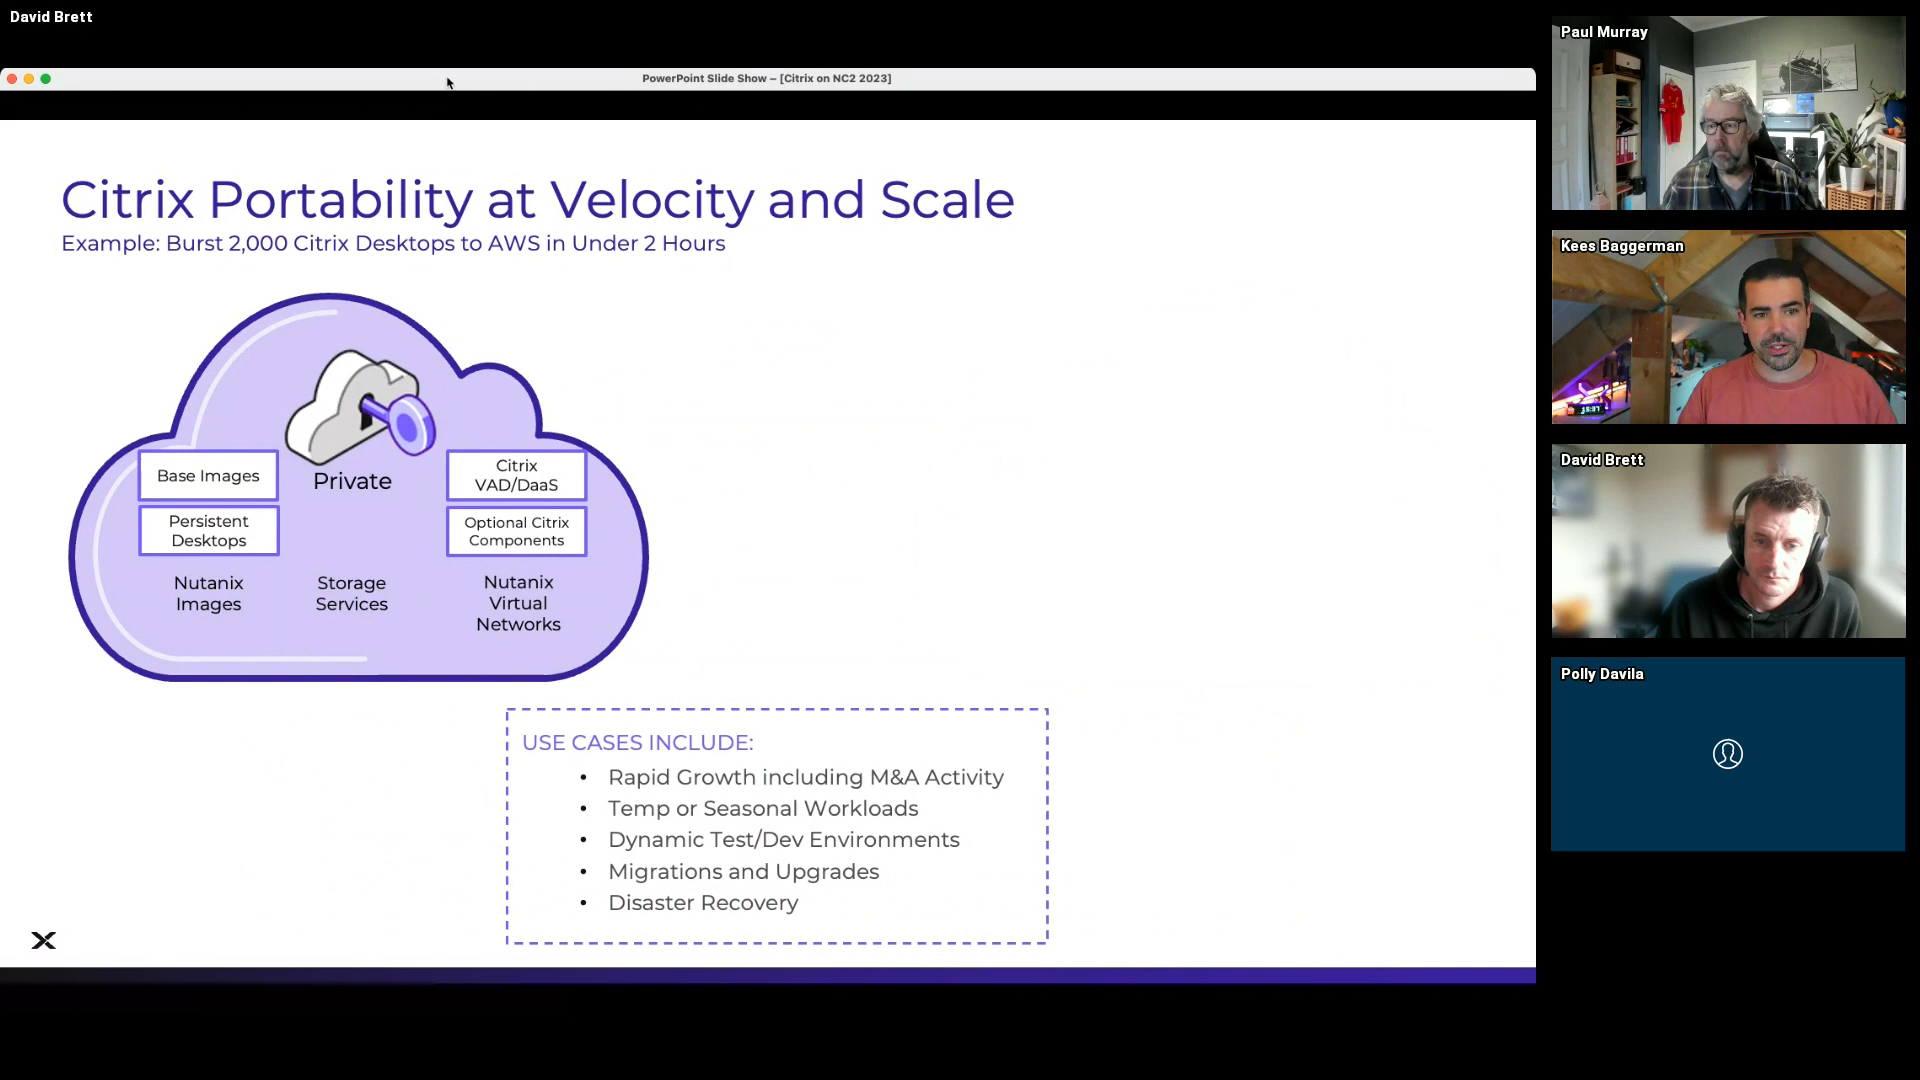 David Brett
PowerPoint Slide Show – [Citrix on NC2 2023]
Citrix Portability at Velocity and Scale
Example: Burst 2,000 Citrix Desktops to AWS in Under 2 Hours
Base Images
Private
Citrix
VAD/DaaS
Persistent
Desktops
Optional Citrix
Components
Nutanix
Images
Storage
Services
Nutanix
Virtual
Networks
USE CASES INCLUDE:
• Rapid Growth including M&A Activity
• Temp or Seasonal Workloads
• Dynamic Test/Dev Environments
• Migrations and Upgrades
• Disaster Recovery
Paul Murray
Kees Baggerman
David Brett
Polly Davila